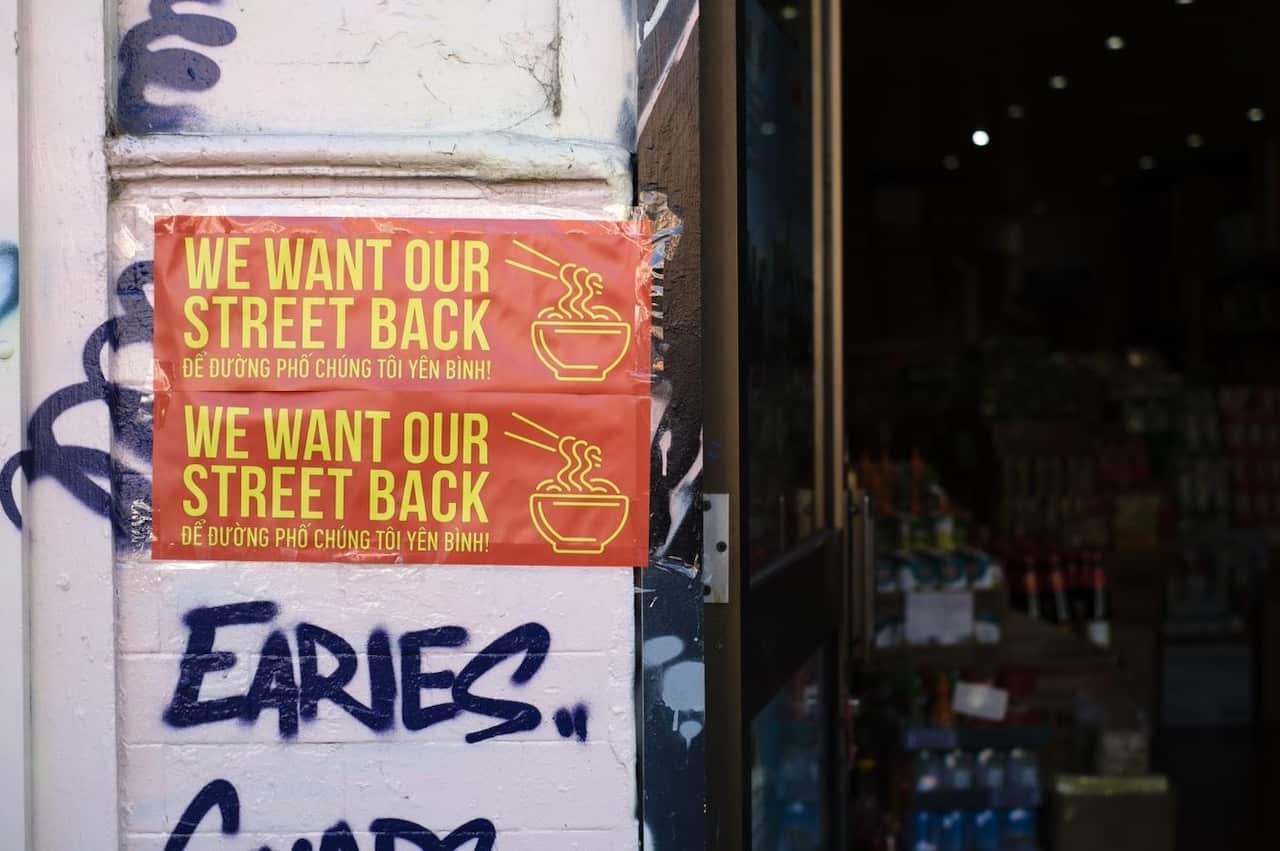 WE WANT OUR
STREET BACK
ĐỂ ĐƯỜNG PHỐ CHÚNG TÔI YÊN BÌNH!
WE WANT OUR
STREET BACK
ĐỂ ĐƯỜNG PHỐ CHÚNG TÔI YÊN BÌNH!
EARIES..